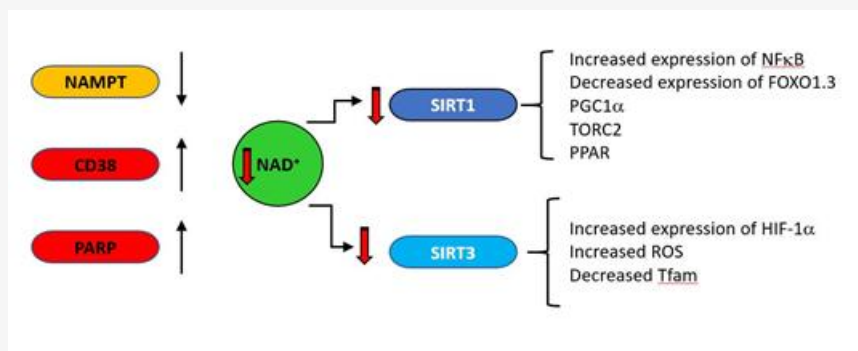 NAMPT
CD38
PARP
NAD+
SIRT1
Increased expression of NFκB
Decreased expression of FOXO1.3
PGC1α
TORC2
PPAR
SIRT3
Increased expression of HIF-1α
Increased ROS
Decreased Tfam